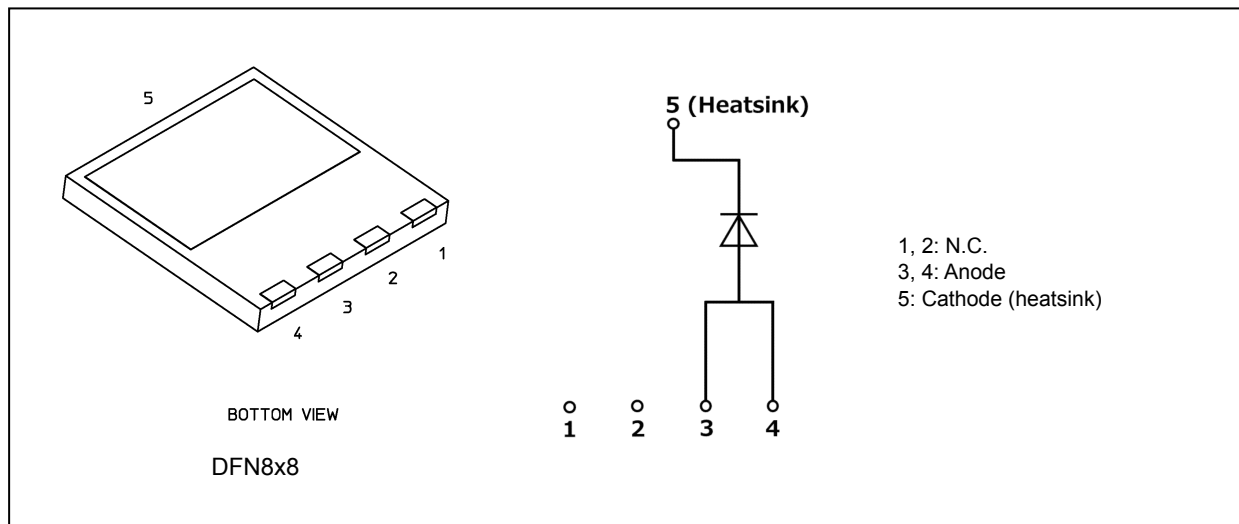 5
1
2
3
4
BOTTOM VIEW
DFN8x8
5 (Heatsink)
1
2
3
4
1, 2: N.C.
3, 4: Anode
5: Cathode (heatsink)